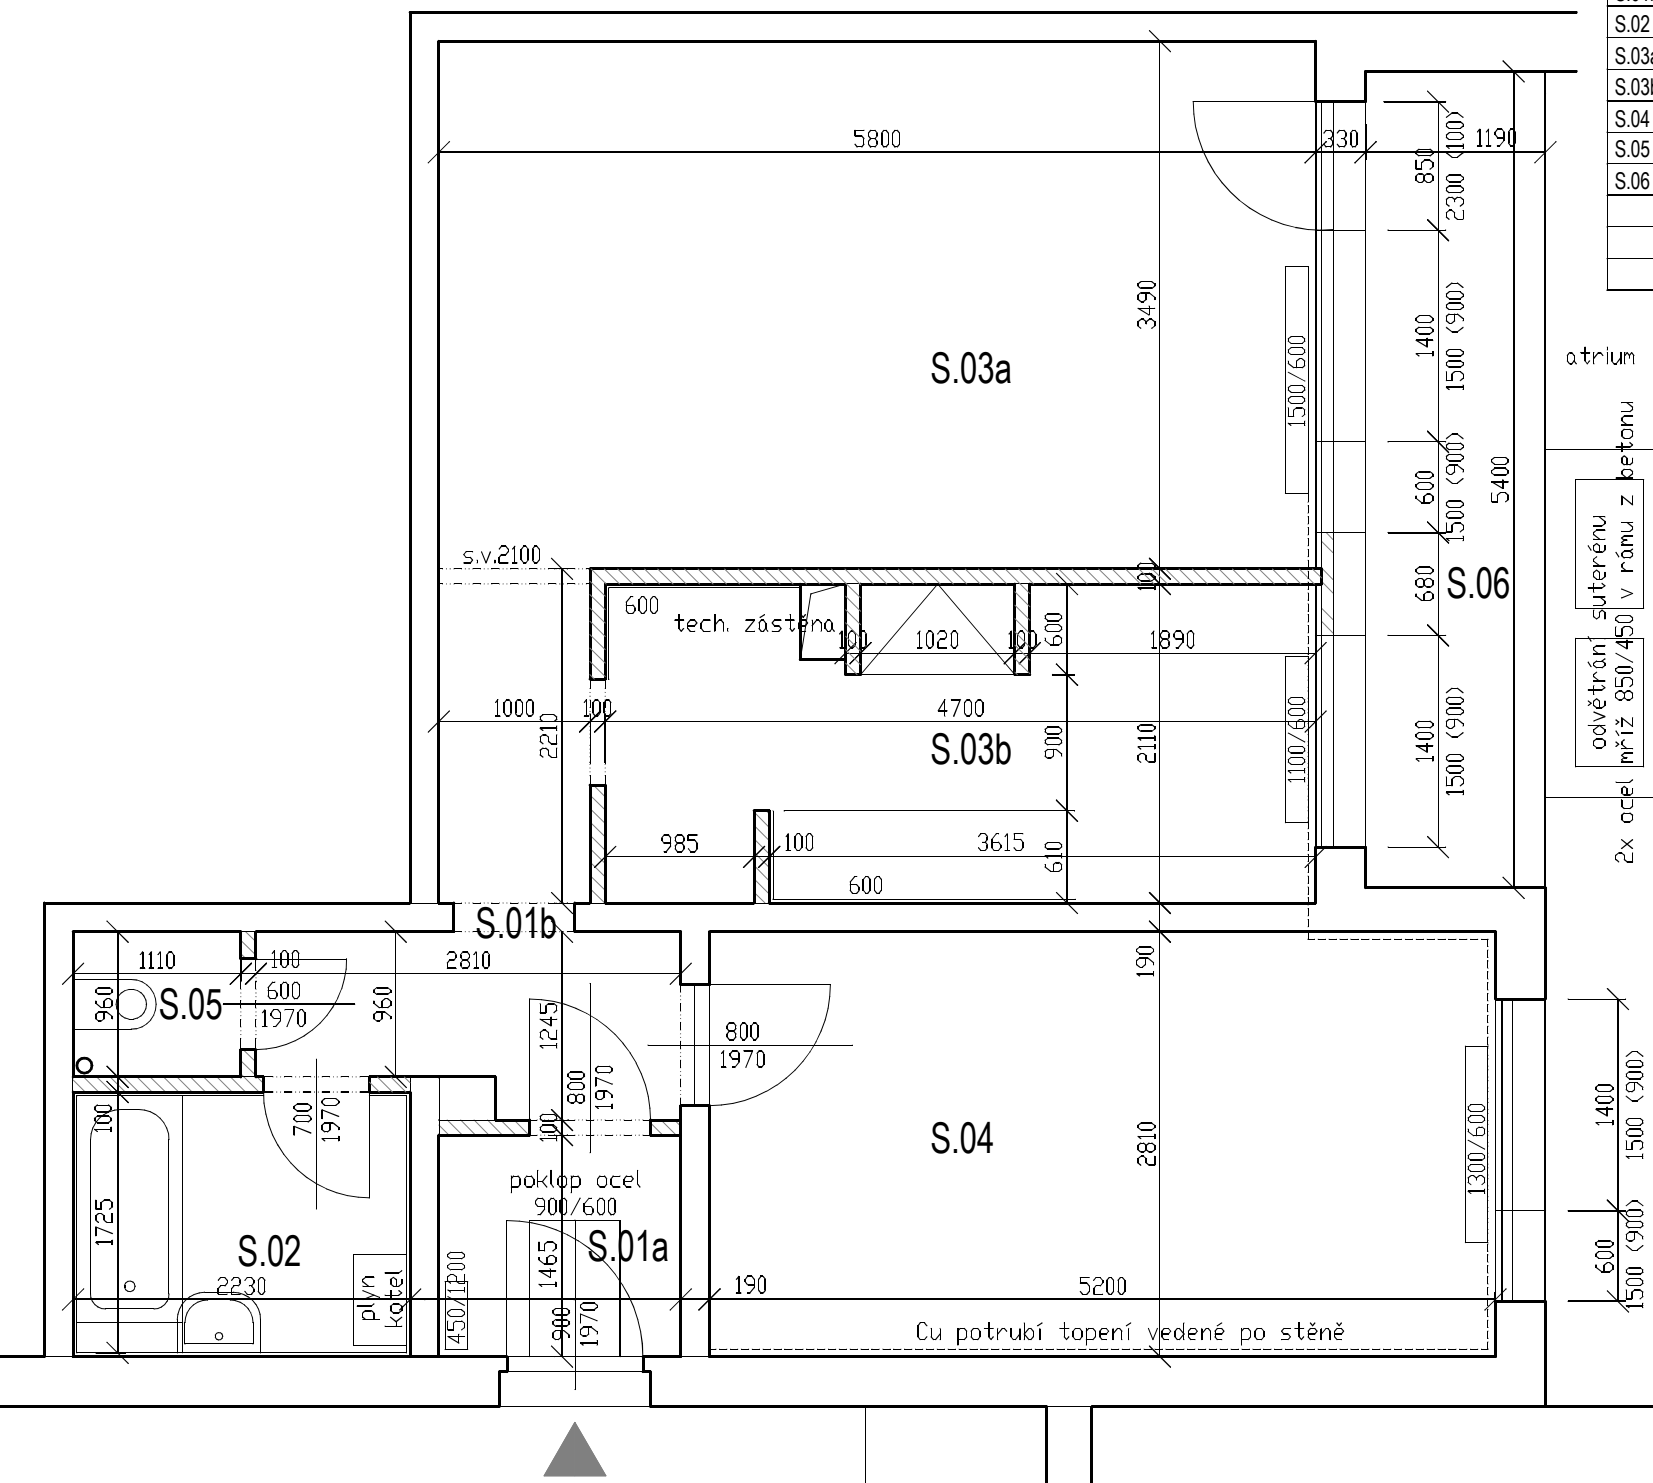 S.02
S.03a
S.03b
S.04
S.05
S.06
5800
330
1190
850
2300 (100)
3490
1400
1500 (900)
atrium
S.03a
1500/600
600
1500 (900)
5400
s.v.2100
100
680
S.06
600
tech. zástěna
100
1020
100
600
1890
odvětrání suterénu
2x ocel mříž 850/450 v rámu z betonu
1000
100
4700
2210
S.03b
900
2110
1100/600
1400
1500 (900)
985
100
3615
610
600
S.01b
1110
100
2810
190
960
S.05
600
1970
960
1245
800
1970
800
1970
1400
1500 (900)
100
700
1970
100
S.04
2810
1300/600
poklop ocel
900/600
1725
S.02
S.01a
1465
600
1500 (900)
2230
plyn
kotel
450/1200
900
1970
190
5200
Cu potrubí topení vedené po stěně